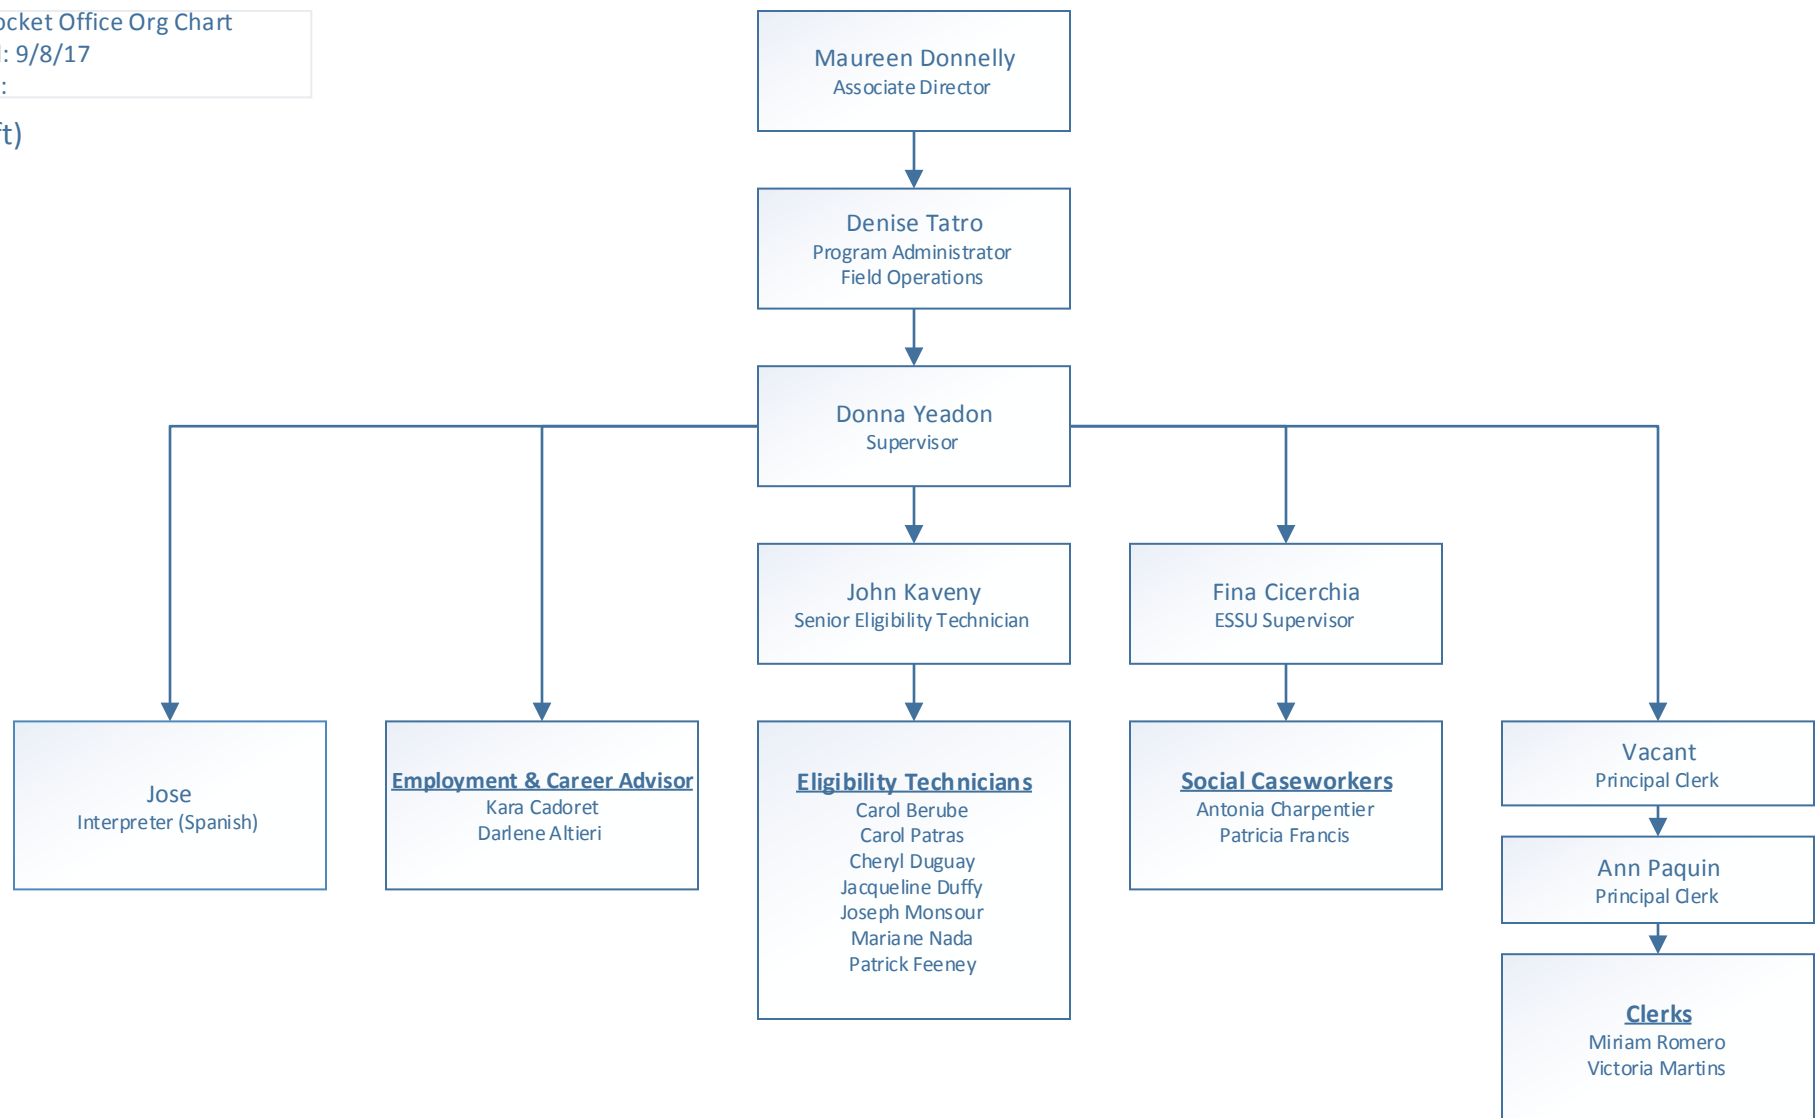 ocket Office Org Chart
: 9/8/17
:
ft)
Maureen Donnelly
Associate Director
Denise Tatro
Program Administrator
Field Operations
Donna Yeadon
Supervisor
John Kaveny
Senior Eligibility Technician
Fina Cicerchia
ESSU Supervisor
Jose
Interpreter (Spanish)
Employment & Career Advisor
Kara Cadoret
Darlene Altieri
Eligibility Technicians
Carol Berube
Carol Patras
Cheryl Duguay
Jacqueline Duffy
Joseph Monsour
Mariane Nada
Patrick Feeney
Social Caseworkers
Antonia Charpentier
Patricia Francis
Vacant
Principal Clerk
Ann Paquin
Principal Clerk
Clerks
Miriam Romero
Victoria Martins